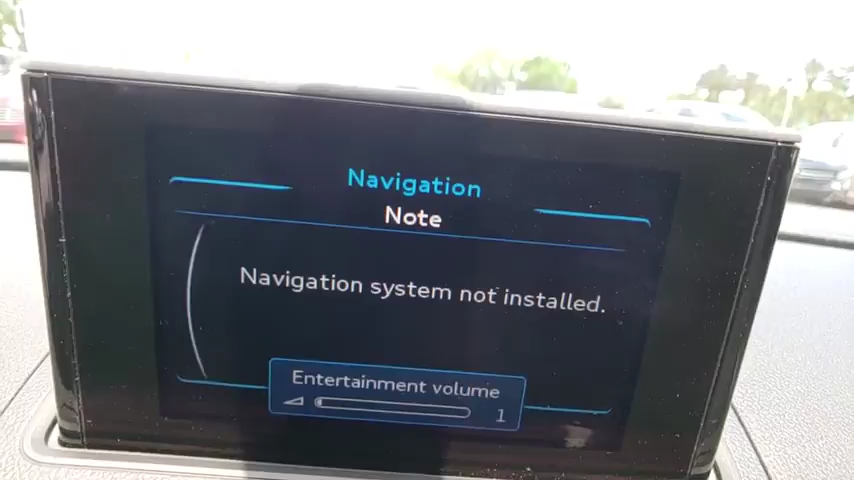 Navigation
Note
Navigation system not installed.
Entertainment volume
1